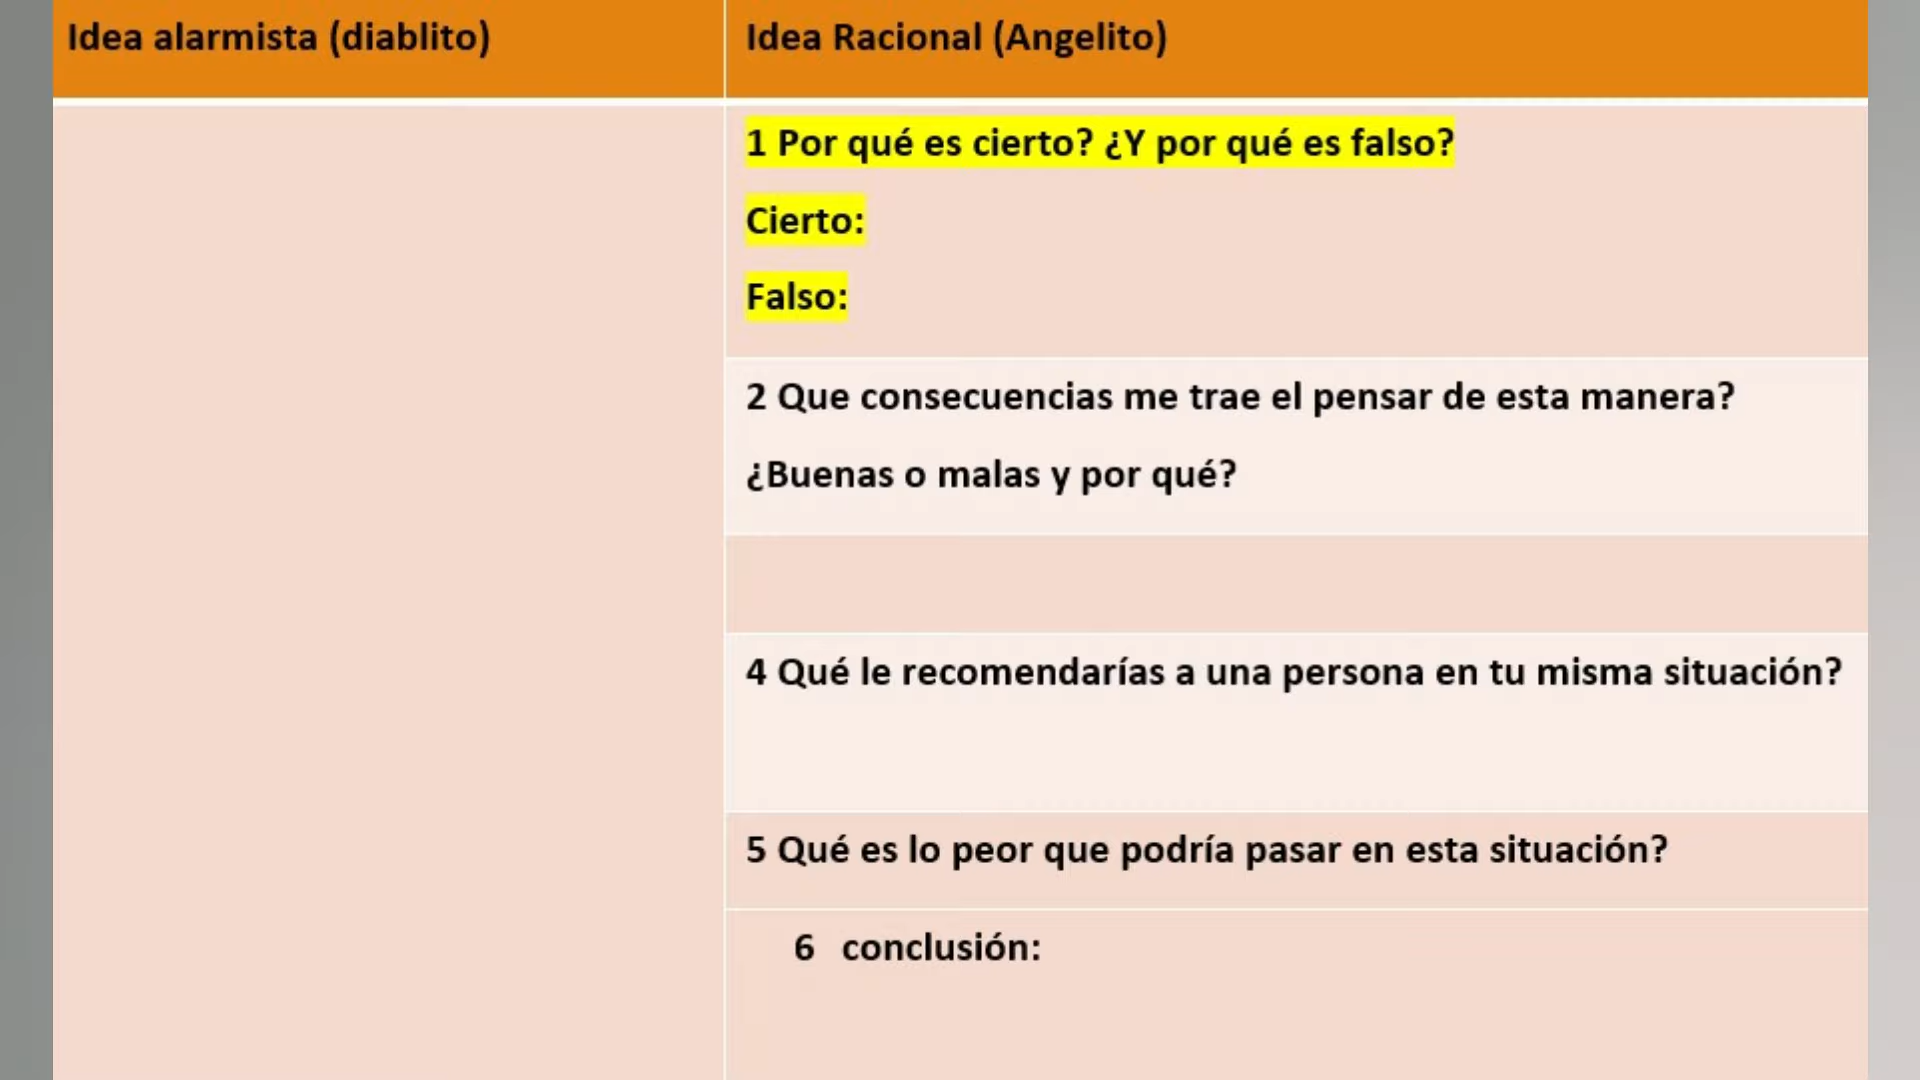 Idea alarmista (diablito)
Idea Racional (Angelito)
1 Por qué es cierto? ¿Y por qué es falso?
Cierto:
Falso:
2 Que consecuencias me trae el pensar de esta manera?
¿Buenas o malas y por qué?
4 Qué le recomendarías a una persona en tu misma situación?
5 Qué es lo peor que podría pasar en esta situación?
6 conclusión: